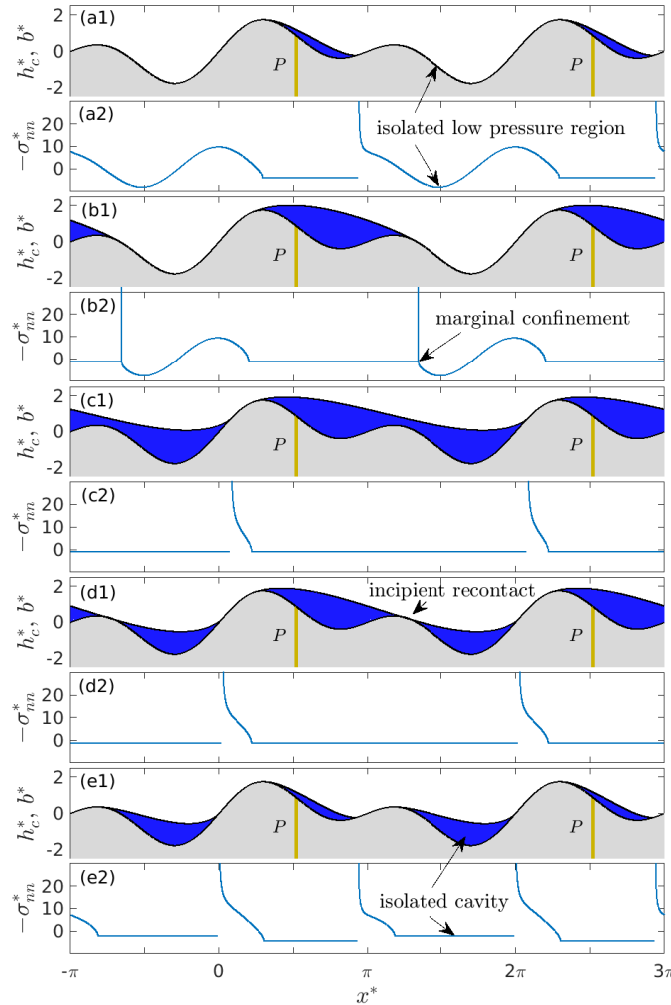 (a1)
h*c, b*
2
0
-2
P
P
(a2)
-σ*nn
20
10
0
isolated low pressure region
(b1)
h*c, b*
2
0
-2
P
P
(b2)
-σ*nn
20
10
0
marginal confinement
(c1)
h*c, b*
2
0
-2
P
P
(c2)
-σ*nn
20
10
0
(d1)
h*c, b*
2
0
-2
incipient recontact
P
P
(d2)
-σ*nn
20
10
0
(e1)
h*c, b*
2
0
-2
P
P
(e2)
-σ*nn
20
10
0
isolated cavity
-π 0 π 2π 3π
x*